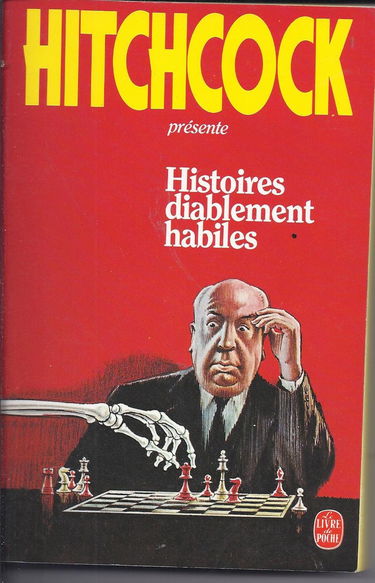 HITCHCOCK
présente
Histoires
diablement
habiles
Le
LIVRE
de
POCHE